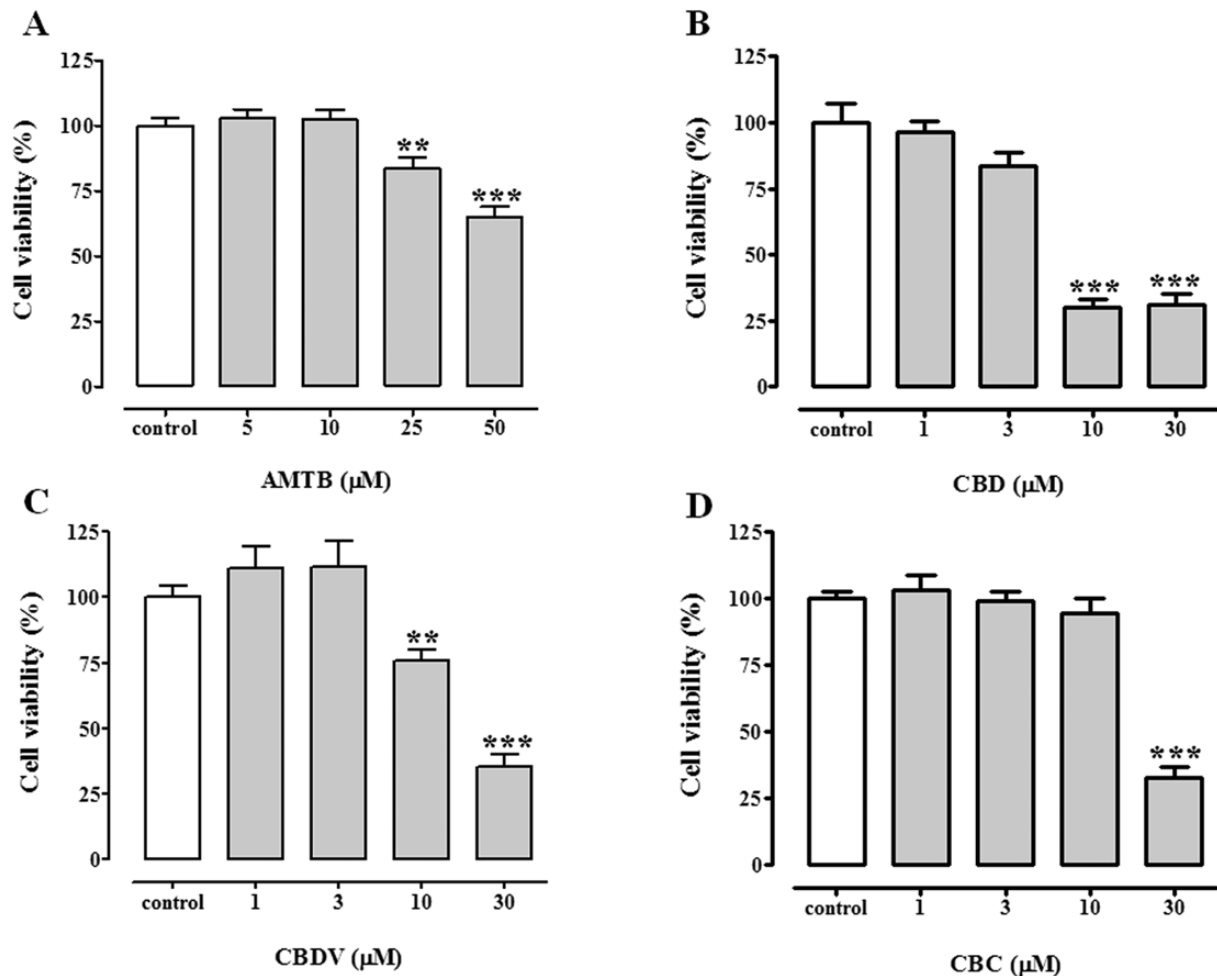 A
125
100
75
50
25
0
Cell viability (%)
**
***
control 5 10 25 50
AMTB (μM)
B
125
100
75
50
25
0
Cell viability (%)
*** ***
control 1 3 10 30
CBD (μM)
C
125
100
75
50
25
0
Cell viability (%)
**
***
control 1 3 10 30
CBDV (μM)
D
125
100
75
50
25
0
Cell viability (%)
***
control 1 3 10 30
CBC (μM)